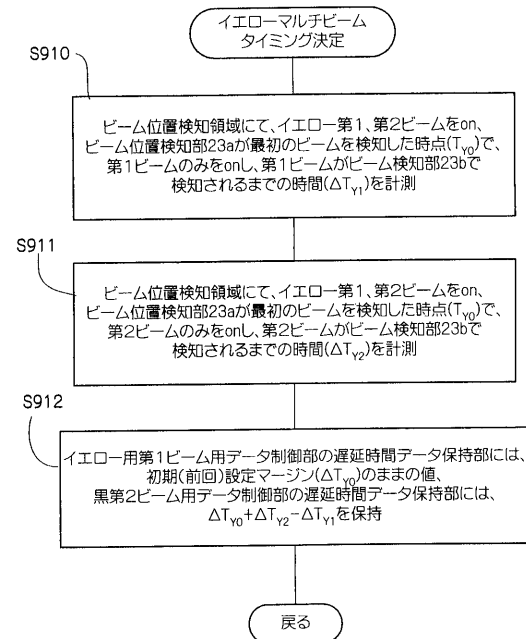 イエローマルチビーム
タイミング決定
S910
ビーム位置検知領域にて、イエロー第1、第2ビームをon、
ビーム位置検知部23aが最初のビームを検知した時点(TY0)で、
第1ビームのみをonし、第1ビームがビーム検知部23bで
検知されるまでの時間(ΔTY1)を計測
S911
ビーム位置検知領域にて、イエロー第1、第2ビームをon、
ビーム位置検知部23aが最初のビームを検知した時点(TY0)で、
第2ビームのみをonし、第2ビームがビーム検知部23bで
検知されるまでの時間(ΔTY2)を計測
S912
イエロー用第1ビーム用データ制御部の遅延時間データ保持部には、
初期(前回)設定マージン(ΔTY0)のままの値、
黒第2ビーム用データ制御部の遅延時間データ保持部には、
ΔTY0+ΔTY2-ΔTY1を保持
戻る